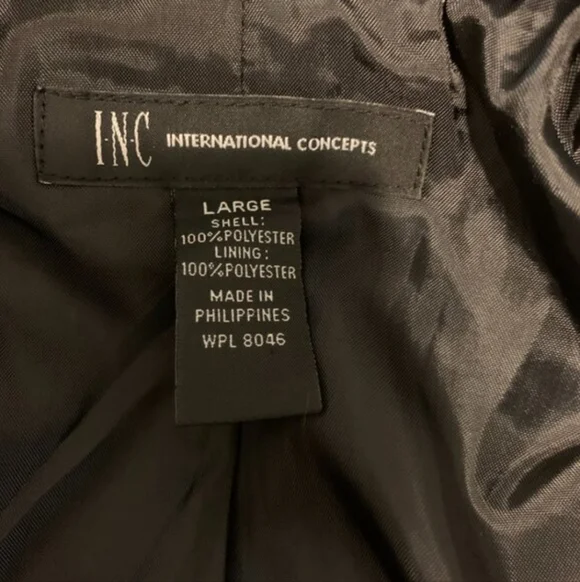 I·N·C INTERNATIONAL CONCEPTS
LARGE
SHELL:
100%POLYESTER
LINING:
100%POLYESTER
MADE IN
PHILIPPINES
WPL 8046